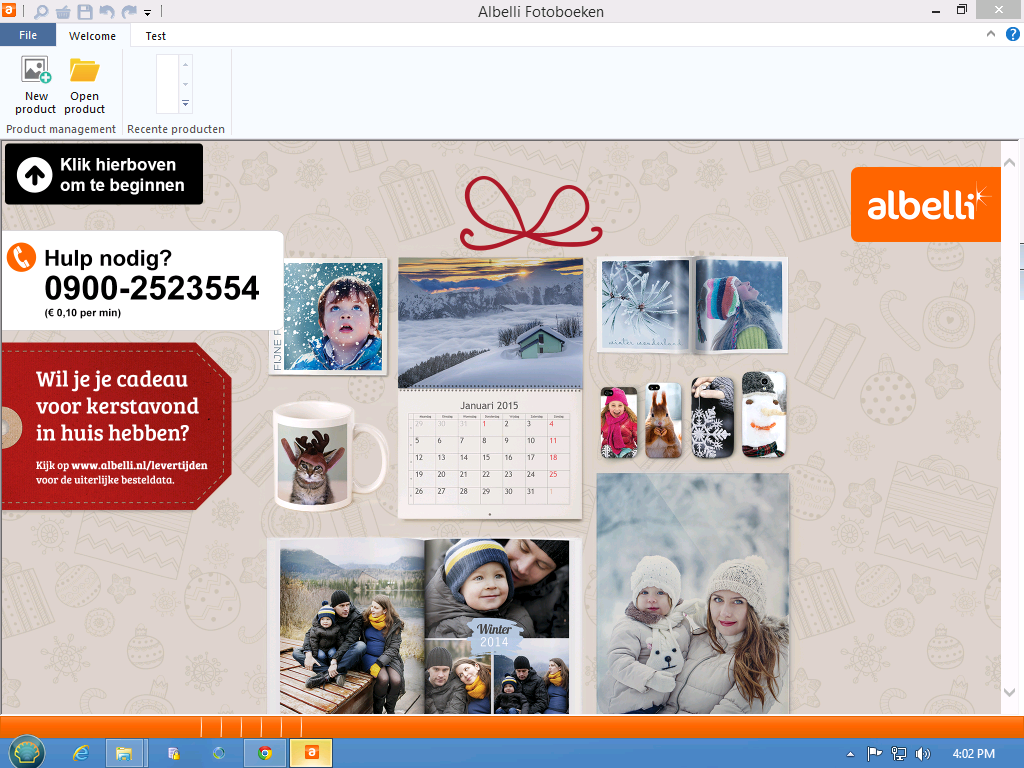 Albelli Fotoboeken
File
Welcome
Test
New
product
Open
product
Product management
Recente producten
Klik hierboven
om te beginnen
albelli
Hulp nodig?
0900-2523554
(€ 0,10 per min)
FIJNE
winter wonderland
Wil je je cadeau
voor kerstavond
in huis hebben?
Kijk op www.albelli.nl/levertijden
voor de uiterlijke besteldata.
Januari 2015
Maandag Dinsdag Woensdag Donderdag Vrijdag Zaterdag Zondag
29 30 31 1 2 3 4
5 6 7 8 9 10 11
12 13 14 15 16 17 18
19 20 21 22 23 24 25
26 27 28 29 30 31 1
Winter
2014
4:02 PM